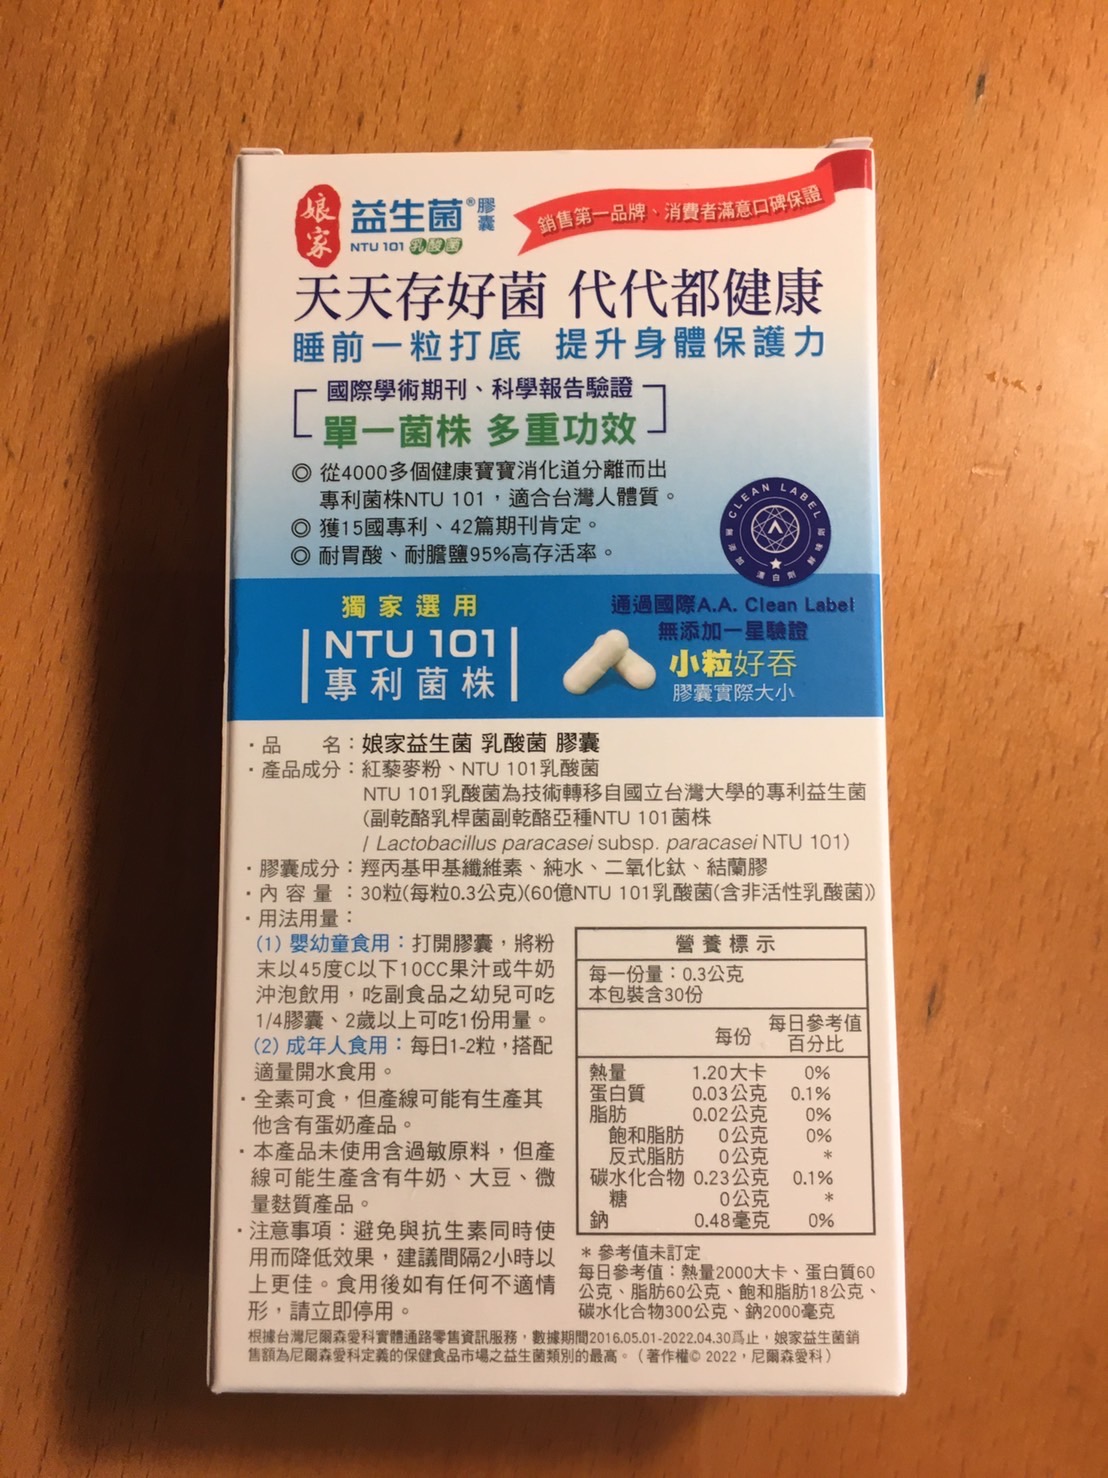 娘家
益生菌®膠囊
NTU 101 乳酸菌
銷售第一品牌、消費者滿意口碑保證
天天存好菌 代代都健康
睡前一粒打底 提升身體保護力
國際學術期刊、科學報告驗證
單一菌株 多重功效
◎ 從4000多個健康寶寶消化道分離而出
專利菌株NTU 101，適合台灣人體質。
◎ 獲15國專利、42篇期刊肯定。
◎ 耐胃酸、耐膽鹽95%高存活率。
CLEAN LABEL
無添加 漂白劑
獨家選用
NTU 101
專利菌株
通過國際A.A. Clean Label
無添加一星驗證
小粒好吞
膠囊實際大小
・品　　名：娘家益生菌 乳酸菌 膠囊
・產品成分：紅藜麥粉、NTU 101乳酸菌
NTU 101乳酸菌為技術轉移自國立台灣大學的專利益生菌
(副乾酪乳桿菌副乾酪亞種NTU 101菌株
/ Lactobacillus paracasei subsp. paracasei NTU 101)
・膠囊成分：羥丙基甲基纖維素、純水、二氧化鈦、結蘭膠
・內 容 量：30粒(每粒0.3公克)(60億NTU 101乳酸菌(含非活性乳酸菌))
・用法用量：
(1) 嬰幼童食用：打開膠囊，將粉
末以45度C以下10CC果汁或牛奶
沖泡飲用，吃副食品之幼兒可吃
1/4膠囊、2歲以上可吃1份用量。
(2) 成年人食用：每日1-2粒，搭配
適量開水食用。
・全素可食，但產線可能有生產其
他含有蛋奶產品。
・本產品未使用含過敏原料，但產
線可能生產含有牛奶、大豆、微
量麩質產品。
・注意事項：避免與抗生素同時使
用而降低效果，建議間隔2小時以
上更佳。食用後如有任何不適情
形，請立即停用。
營養標示
每一份量：0.3公克
本包裝含30份
每份 每日參考值百分比
熱量 1.20大卡 0%
蛋白質 0.03公克 0.1%
脂肪 0.02公克 0%
飽和脂肪 0公克 0%
反式脂肪 0公克 *
碳水化合物 0.23公克 0.1%
糖 0公克 *
鈉 0.48毫克 0%
* 參考值未訂定
每日參考值：熱量2000大卡、蛋白質60
公克、脂肪60公克、飽和脂肪18公克、
碳水化合物300公克、鈉2000毫克
根據台灣尼爾森愛科實體通路零售資訊服務，數據期間2016.05.01-2022.04.30為止，娘家益生菌銷
售額為尼爾森愛科定義的保健食品市場之益生菌類別的最高。（著作權© 2022，尼爾森愛科）